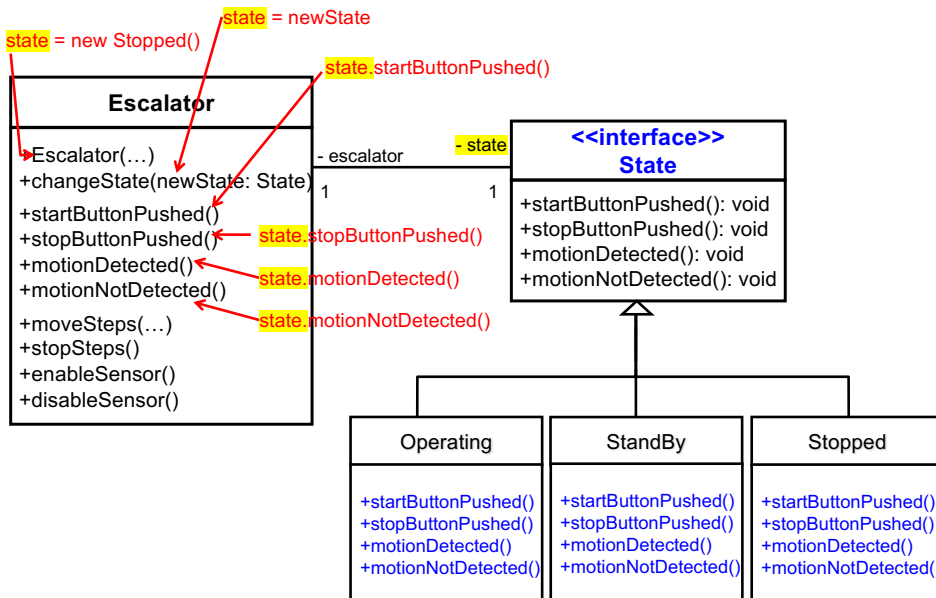 state = newState
state = new Stopped()
state.startButtonPushed()
Escalator
Escalator(…)
+changeState(newState: State)
+startButtonPushed()
+stopButtonPushed()
+motionDetected()
+motionNotDetected()
+moveSteps(…)
+stopSteps()
+enableSensor()
+disableSensor()
state.stopButtonPushed()
state.motionDetected()
state.motionNotDetected()
- escalator
- state
1
1
<<interface>>
State
+startButtonPushed(): void
+stopButtonPushed(): void
+motionDetected(): void
+motionNotDetected(): void
Operating
+startButtonPushed()
+stopButtonPushed()
+motionDetected()
+motionNotDetected()
StandBy
+startButtonPushed()
+stopButtonPushed()
+motionDetected()
+motionNotDetected()
Stopped
+startButtonPushed()
+stopButtonPushed()
+motionDetected()
+motionNotDetected()